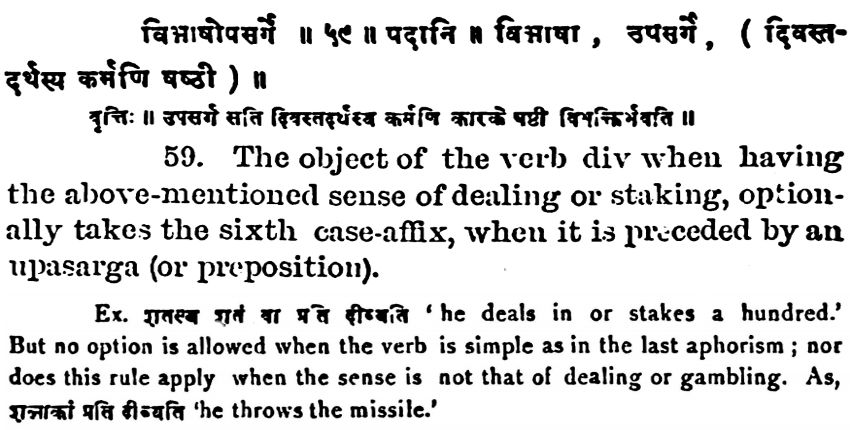 विभाषोपसर्गे ॥ ५९ ॥ पदानि ॥ विभाषा , उपसर्गे , ( दिवस्त-
दर्थस्य कर्मणि षष्ठी ) ॥
वृत्तिः ॥ उपसर्गे सति दिवस्तदर्थस्य कर्मणि कारके षष्ठी विभक्तिर्भवति ॥
59. The object of the verb div when having
the above-mentioned sense of dealing or staking, option-
ally takes the sixth case-affix, when it is preceded by an
upasarga (or preposition).
Ex. शतस्य शतं वा प्रति दीव्यति ‘he deals in or stakes a hundred.’
But no option is allowed when the verb is simple as in the last aphorism ; nor
does this rule apply when the sense is not that of dealing or gambling. As,
शलाकां प्रति दीव्यति ‘he throws the missile.’